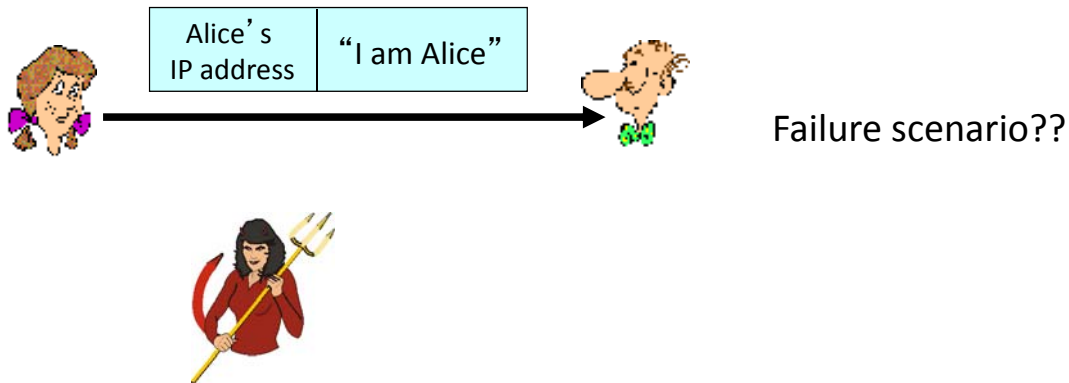 Alice’s
IP address
“I am Alice”
Failure scenario??